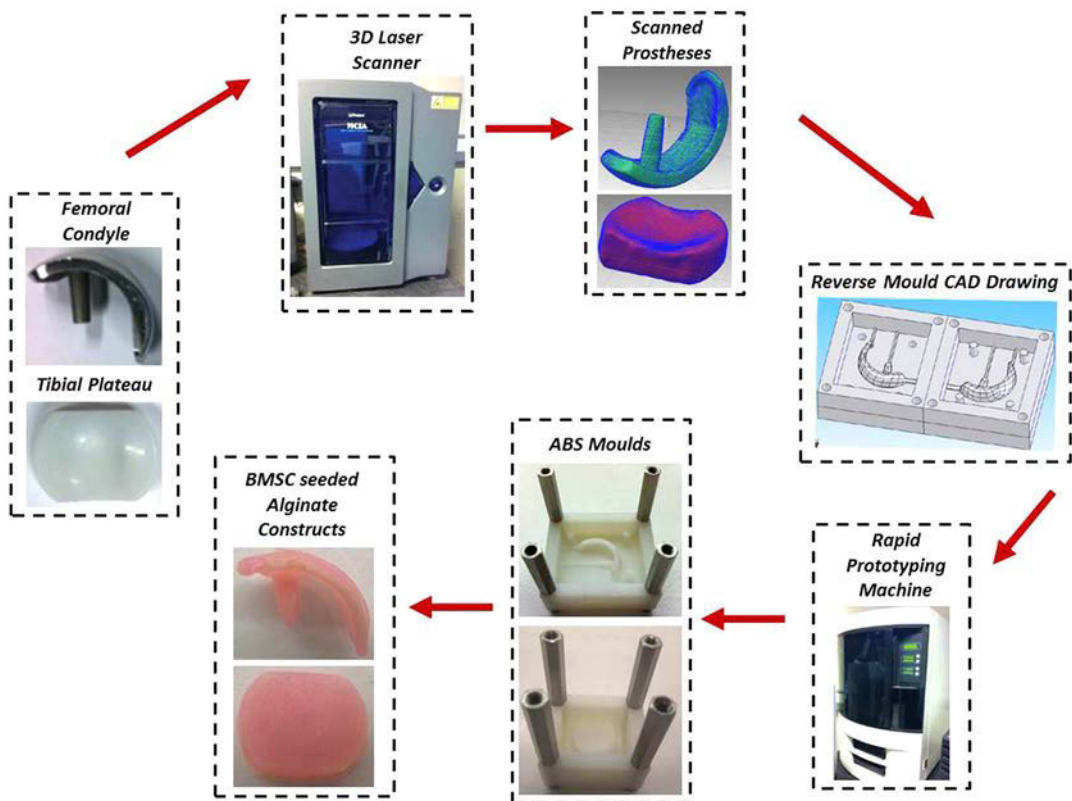 3D Laser
Scanner
Scanned
Prostheses
Femoral
Condyle
Tibial Plateau
Reverse Mould CAD Drawing
Rapid
Prototyping
Machine
ABS Moulds
BMSC seeded
Alginate
Constructs